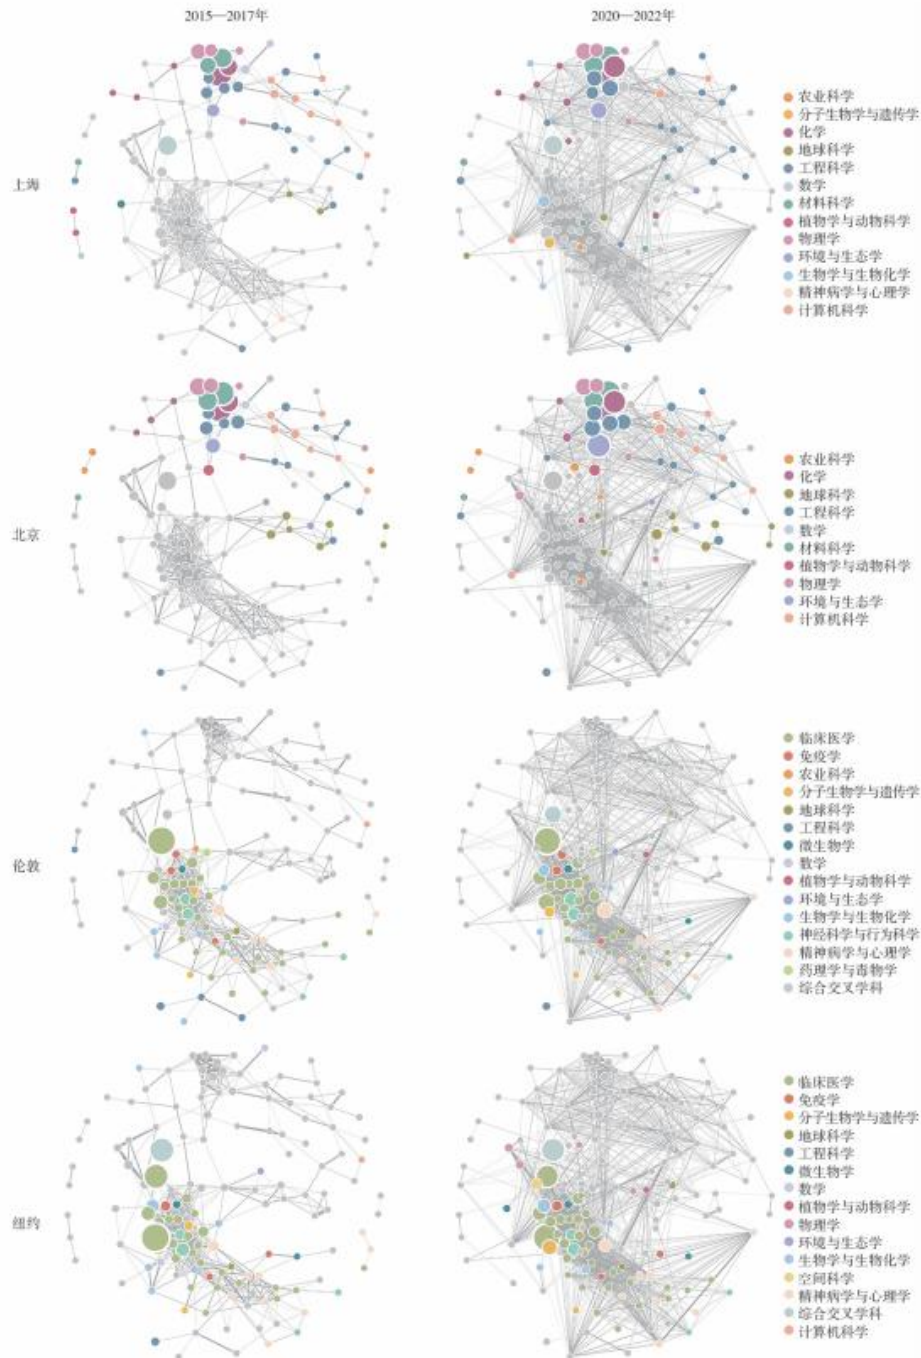 2015—2017年
2020—2022年
上海
农业科学
分子生物学与遗传学
化学
地球科学
工程科学
数学
材料科学
植物学与动物科学
物理学
环境与生态学
生物学与生物化学
精神病学与心理学
计算机科学
北京
农业科学
化学
地球科学
工程科学
数学
材料科学
植物学与动物科学
物理学
环境与生态学
计算机科学
伦敦
临床医学
免疫学
农业科学
分子生物学与遗传学
地球科学
工程科学
微生物学
数学
植物学与动物科学
环境与生态学
生物学与生物化学
神经科学与行为科学
精神病学与心理学
药理学与毒物学
综合交叉学科
纽约
临床医学
免疫学
分子生物学与遗传学
地球科学
工程科学
微生物学
数学
植物学与动物科学
物理学
环境与生态学
生物学与生物化学
空间科学
精神病学与心理学
综合交叉学科
计算机科学